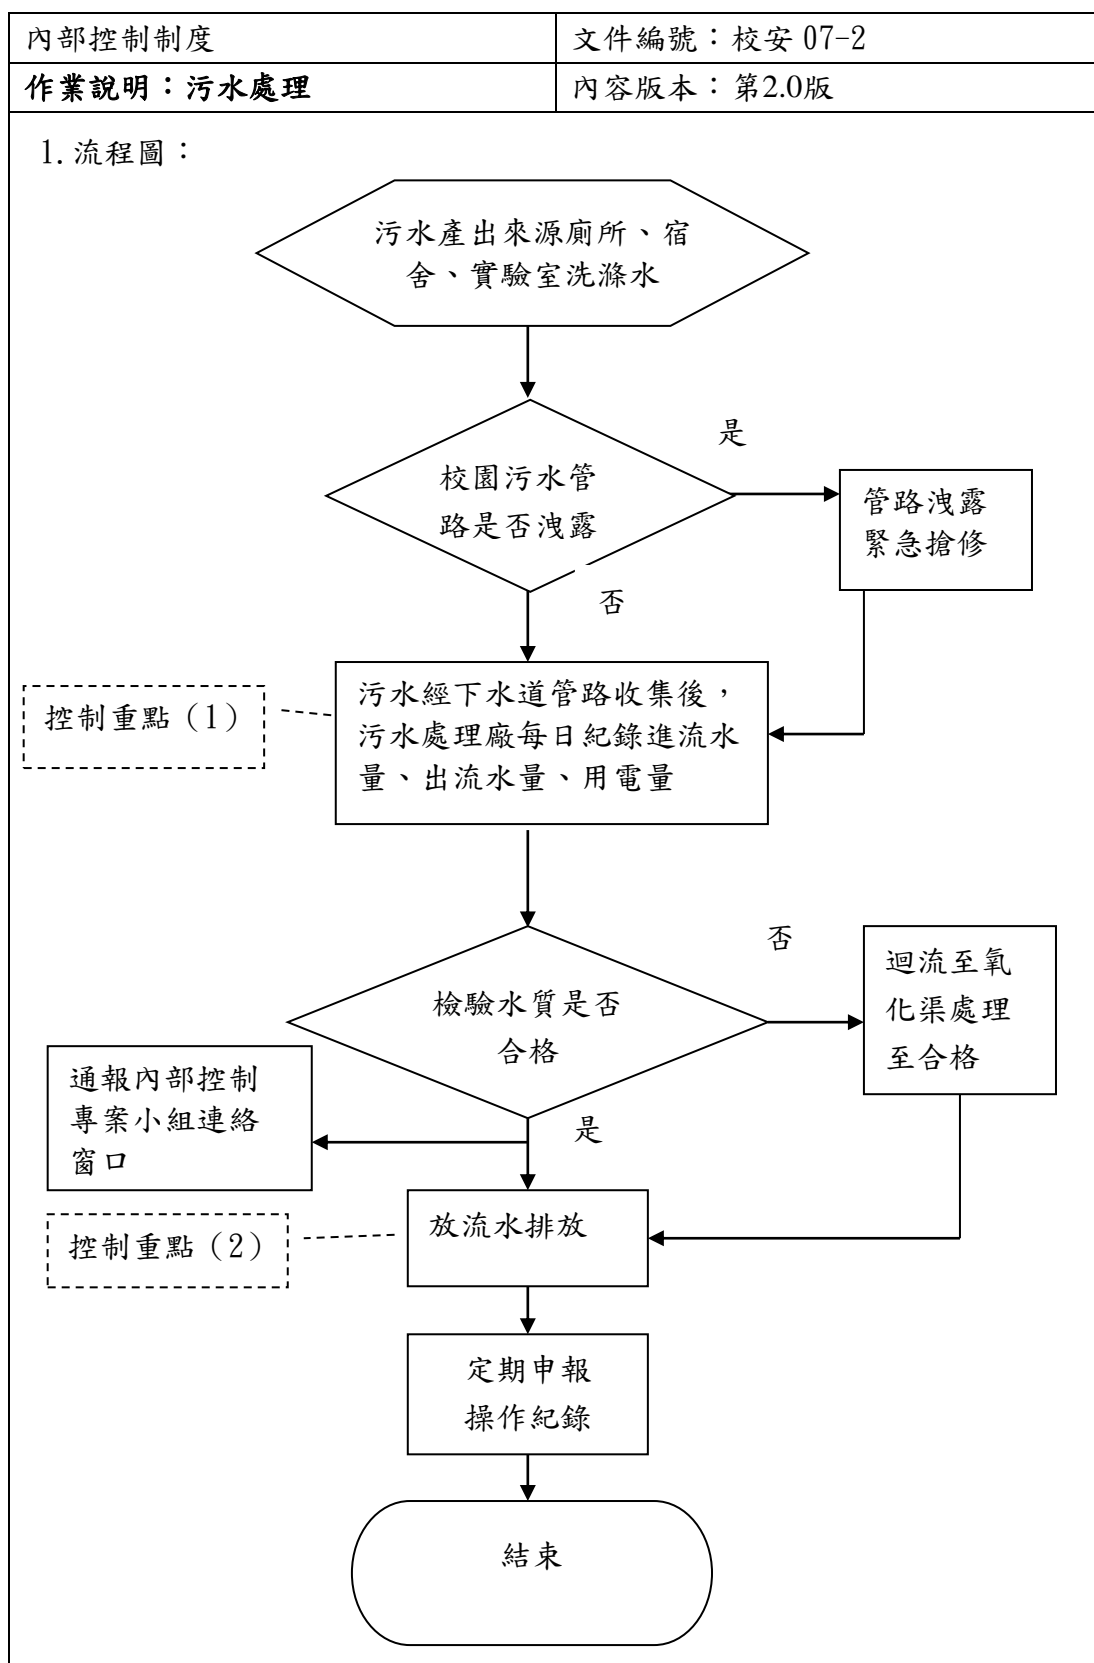 內部控制制度
文件編號：校安 07-2
作業說明：污水處理
內容版本：第2.0版
1.流程圖：
污水產出來源廁所、宿
舍、實驗室洗滌水
是
校園污水管
路是否洩露
管路洩露
緊急搶修
否
污水經下水道管路收集後，
污水處理廠每日紀錄進流水
量、出流水量、用電量
控制重點（1）
否
檢驗水質是否
合格
迴流至氧
化渠處理
至合格
通報內部控制
專案小組連絡
窗口
是
放流水排放
控制重點（2）
定期申報
操作紀錄
結束